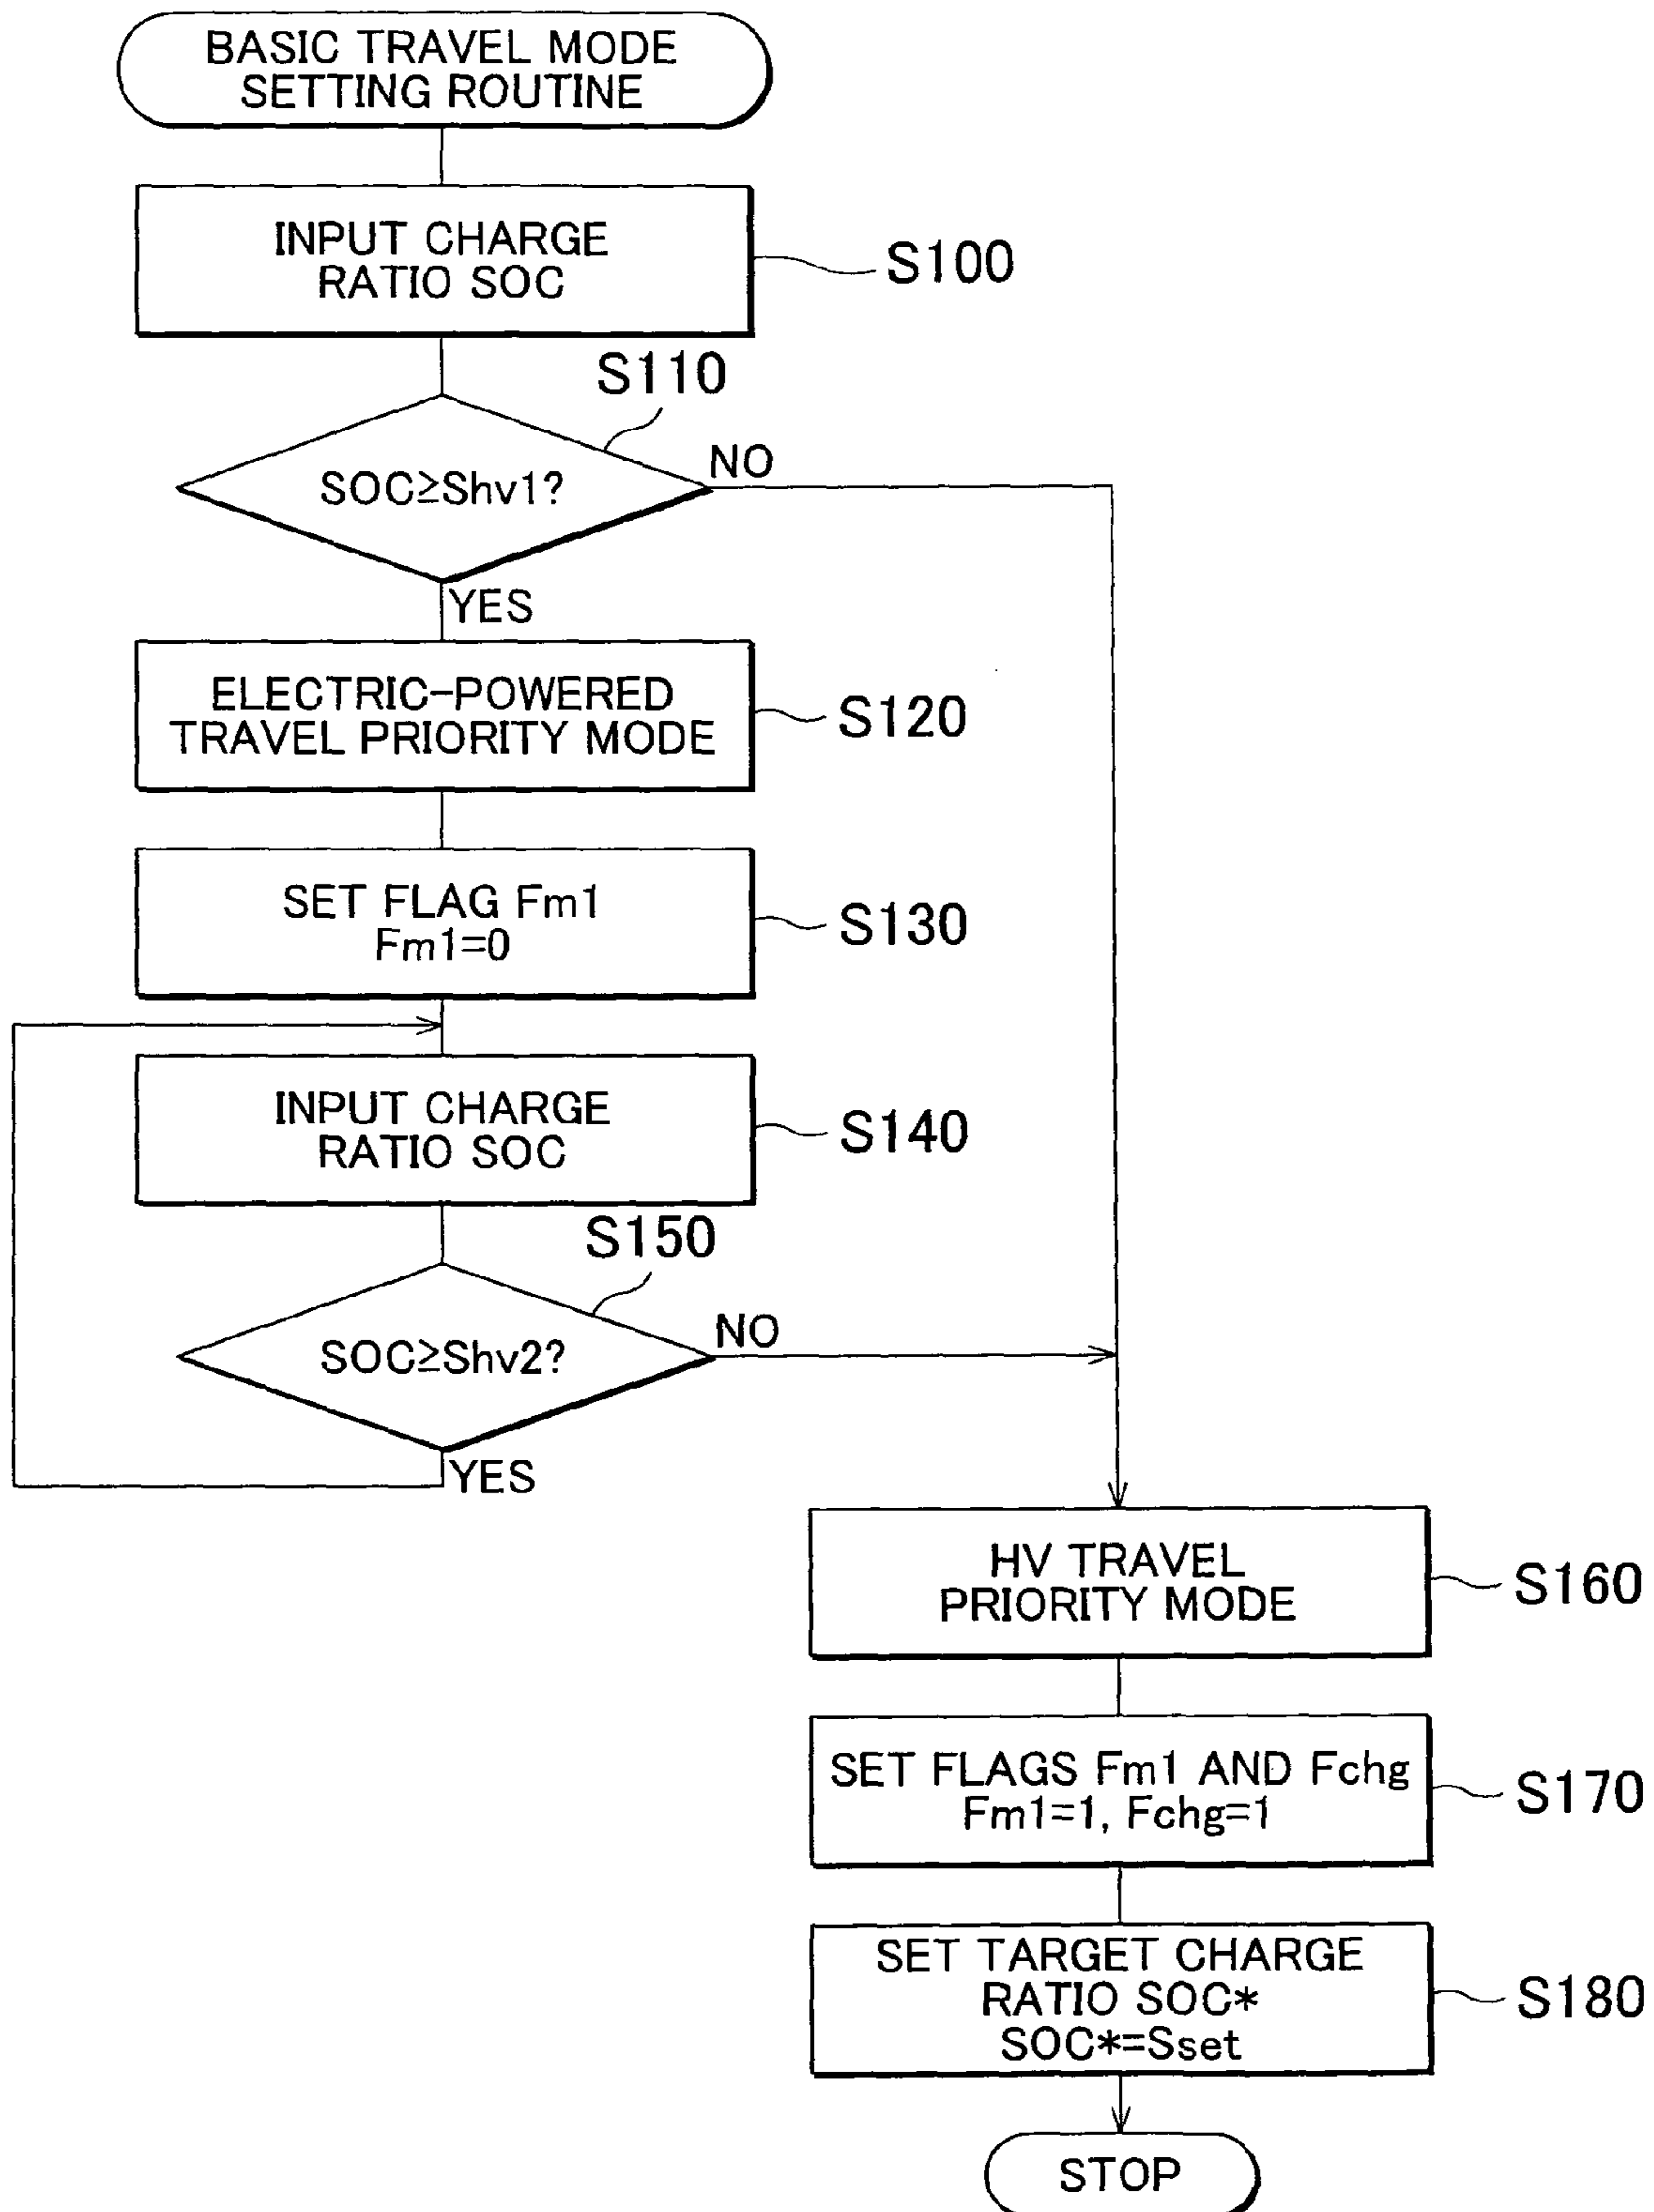 BASIC TRAVEL MODE
SETTING ROUTINE
INPUT CHARGE
RATIO SOC
S100
S110
SOC≧Shv1?
NO
YES
ELECTRIC-POWERED
TRAVEL PRIORITY MODE
S120
SET FLAG Fm1
Fm1=0
S130
INPUT CHARGE
RATIO SOC
S140
S150
SOC≧Shv2?
NO
YES
HV TRAVEL
PRIORITY MODE
S160
SET FLAGS Fm1 AND Fchg
Fm1=1, Fchg=1
S170
SET TARGET CHARGE
RATIO SOC*
SOC*=Sset
S180
STOP